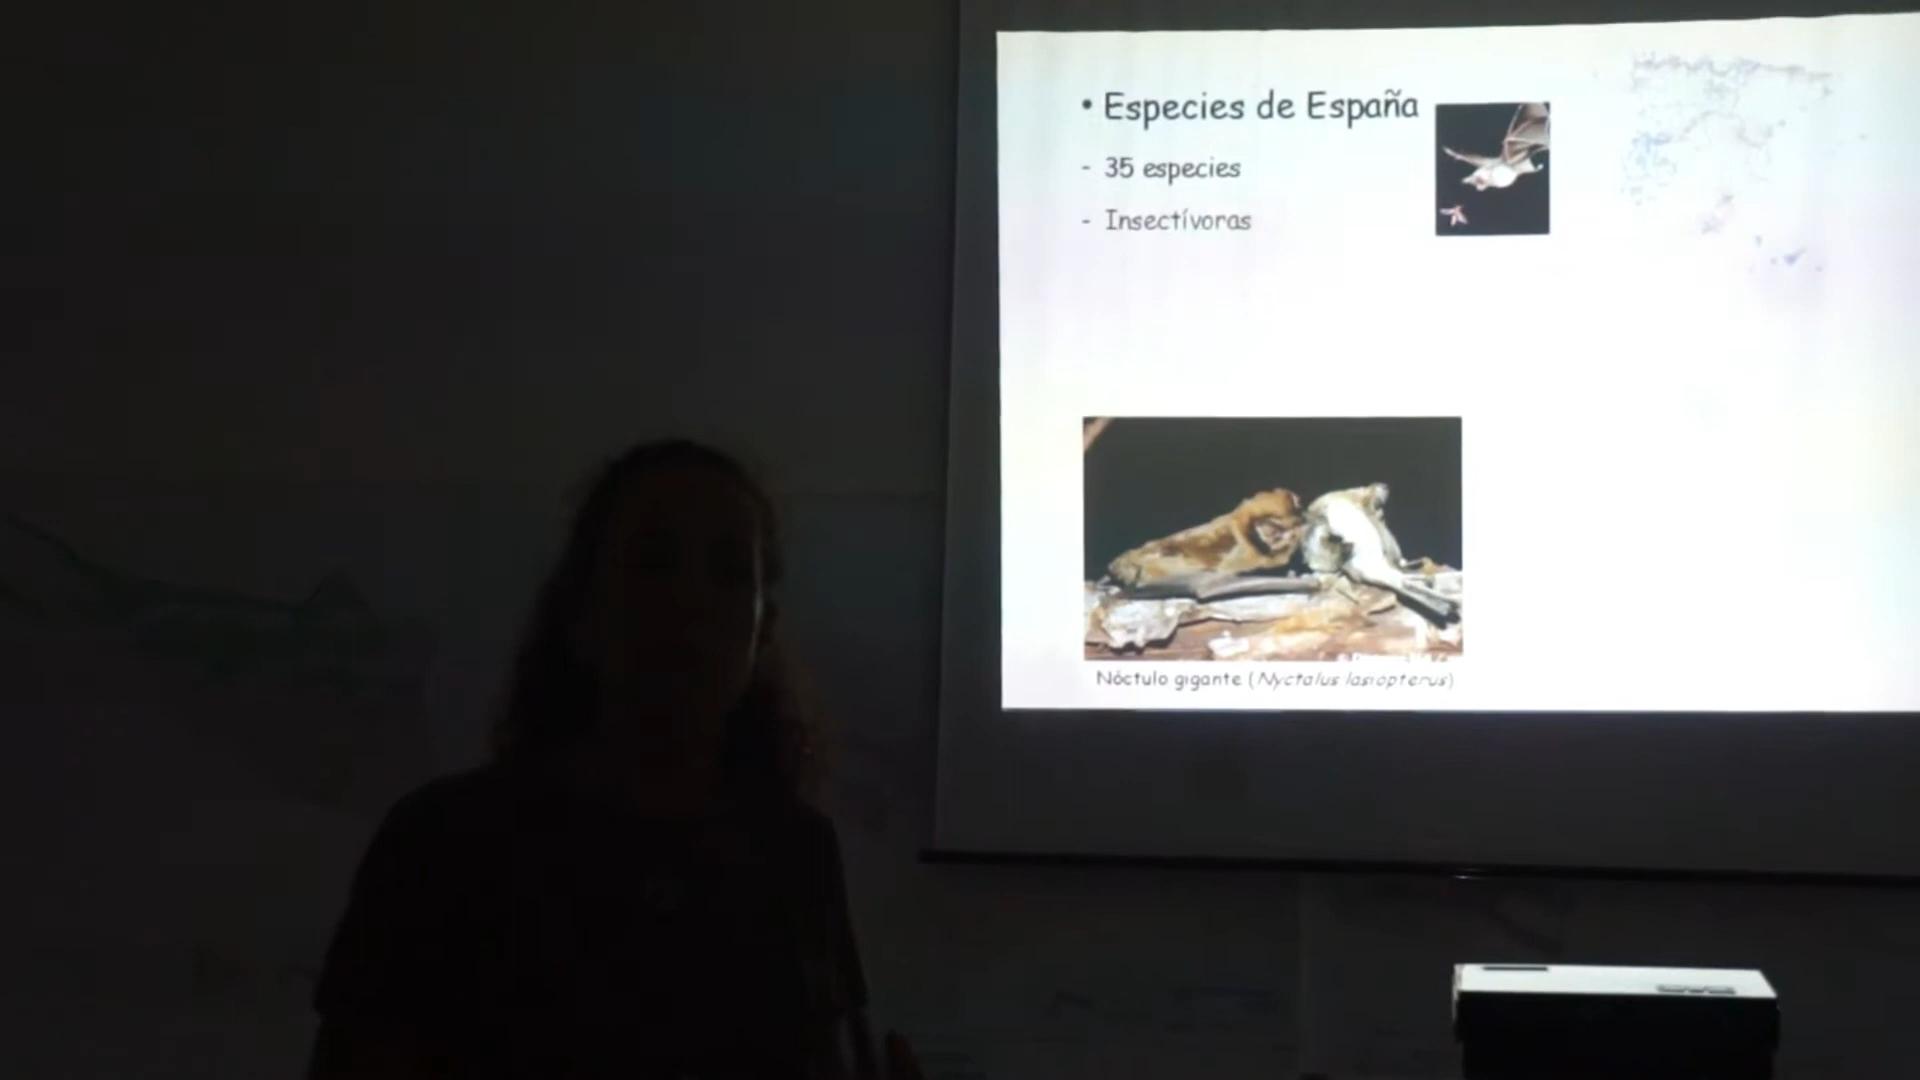 • Especies de España
- 35 especies
- Insectívoras
Nóctulo gigante (Nyctalus lasiopterus)